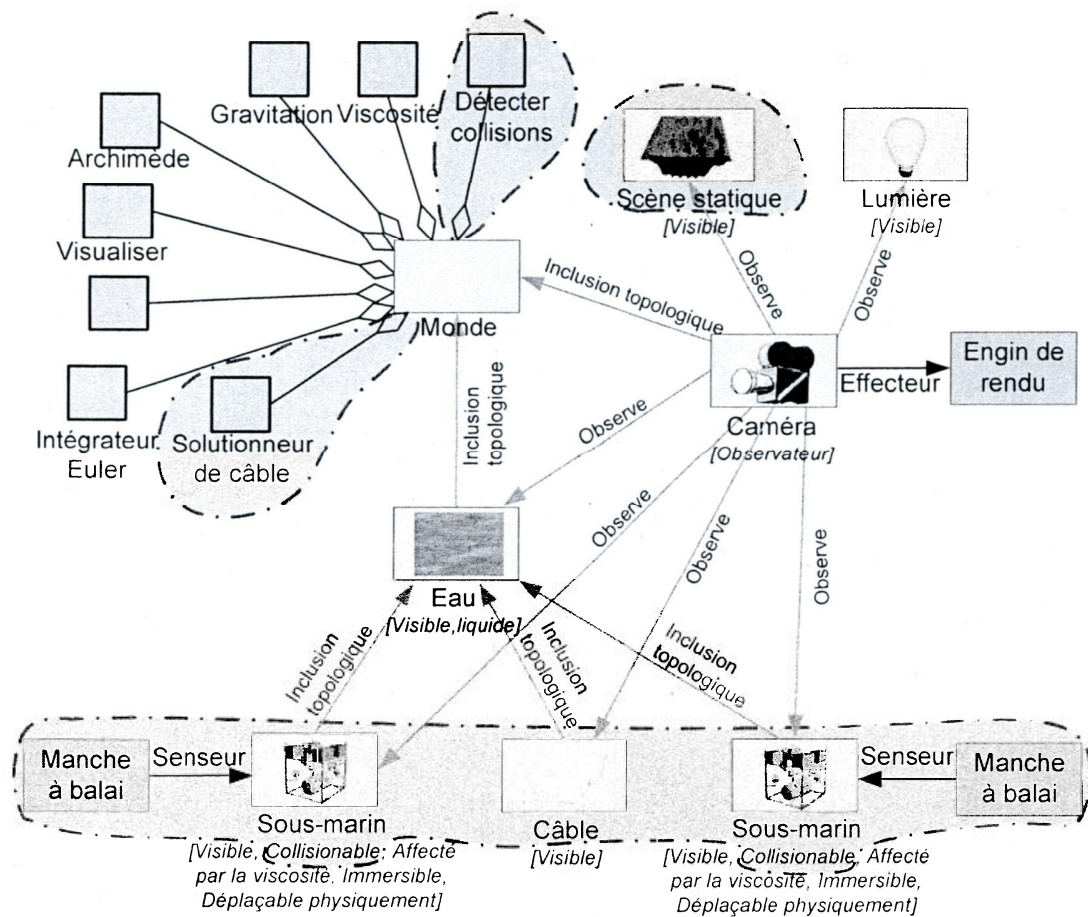 Gravitation
Viscosité
Détecter
collisions
Archimède
Visualiser
Intégrateur
Euler
Solutionneur
de câble
Monde
Scène statique
[Visible]
Lumière
[Visible]
Observe
Observe
Inclusion topologique
Caméra
[Observateur]
Effecteur
Engin de
rendu
Inclusion
topologique
Observe
Observe
Observe
Observe
Eau
[Visible,liquide]
Inclusion
topologique
Inclusion
topologique
Inclusion
topologique
Manche
à balai
Senseur
Sous-marin
[Visible, Collisionable, Affecté
par la viscosité, Immersible,
Déplaçable physiquement]
Câble
[Visible]
Sous-marin
[Visible, Collisionable, Affecté
par la viscosité, Immersible,
Déplaçable physiquement]
Senseur
Manche
à balai